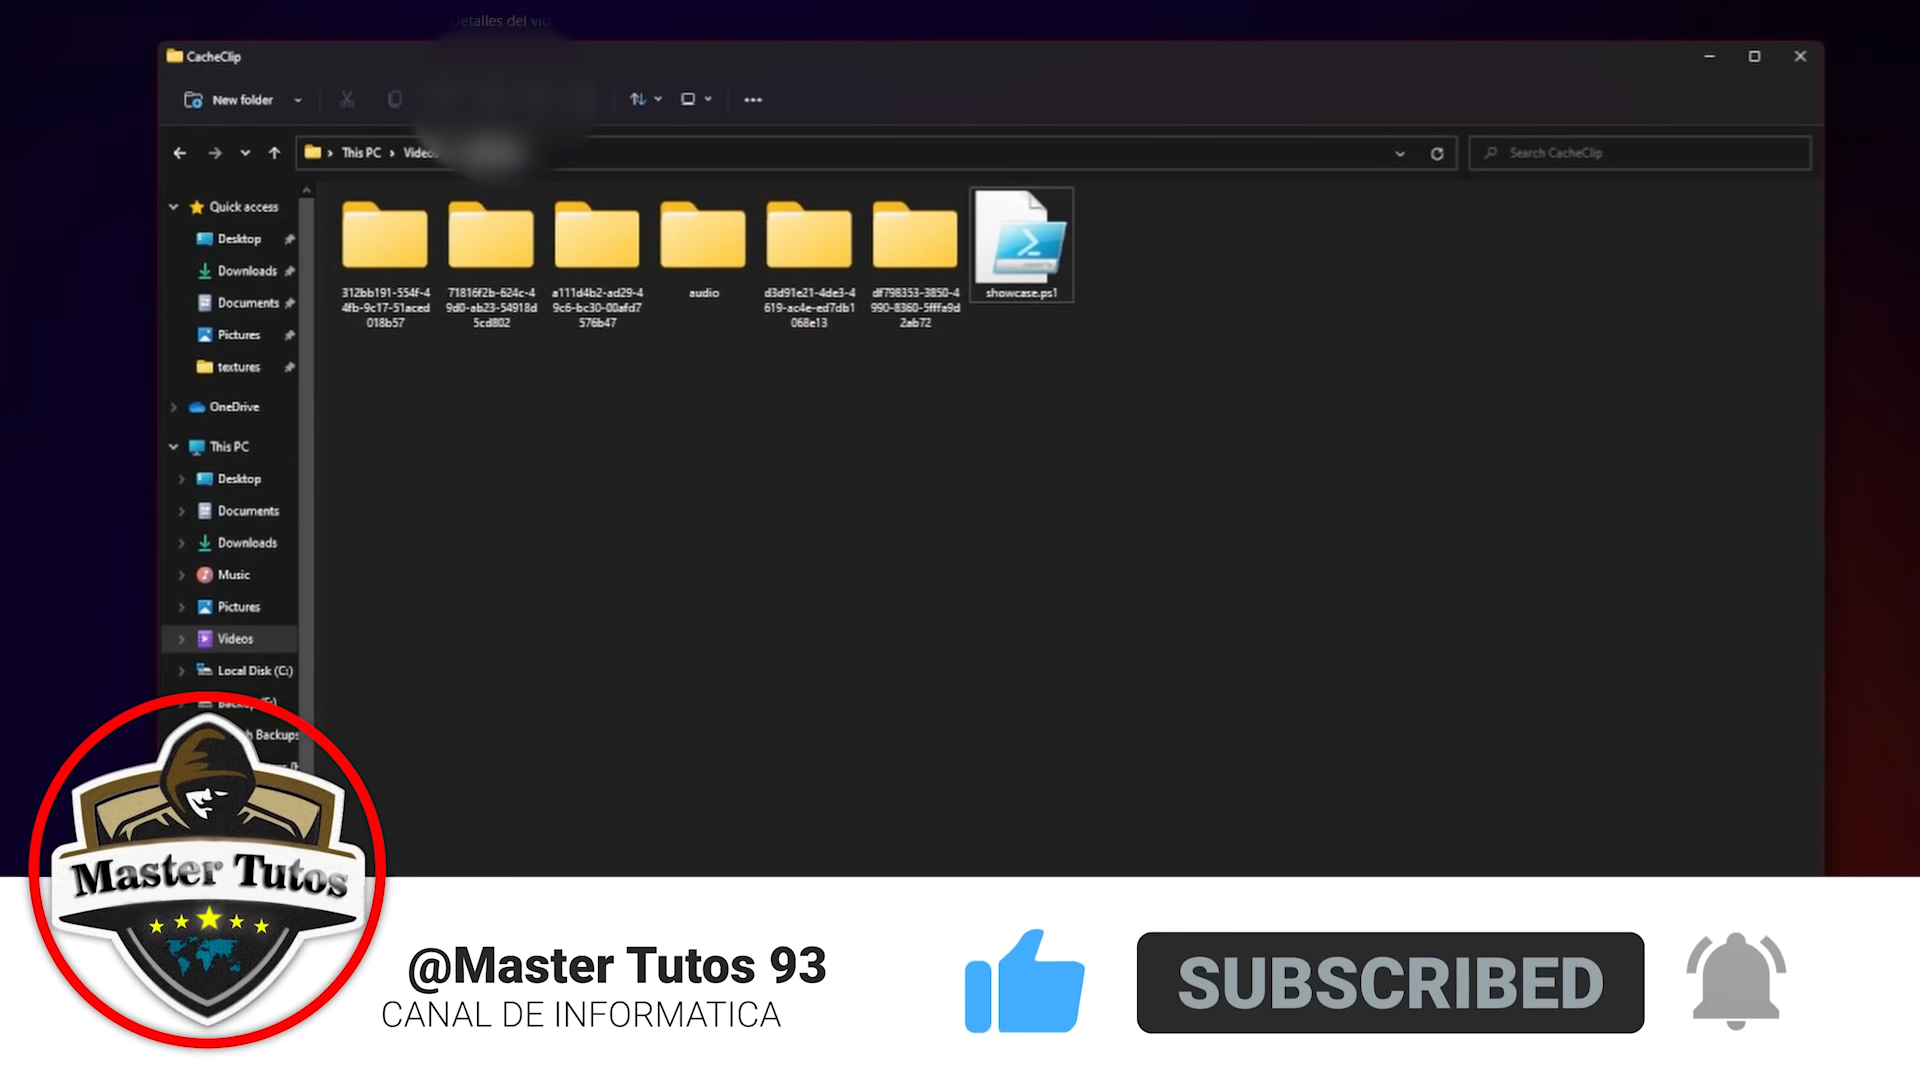 Detalles del vi
CacheClip
New folder
This PC
Videos
Search CacheClip
Quick access
Desktop
Downloads
Documents
Pictures
textures
OneDrive
This PC
Desktop
Documents
Downloads
Music
Pictures
Videos
Local Disk (C:)
Backups
312bb191-554f-4
4fb-9c17-51aced
018b57
71816f2b-624c-4
9d0-ab23-54918d
5cd802
a111d4b2-ad29-4
9c6-bc30-00afd7
576b47
audio
d3d91e21-4de3-4
619-ac4e-ed7db1
068e13
df798353-3850-4
990-8360-5fffa9d
2ab72
showcase.ps1
Master Tutos
@Master Tutos 93
CANAL DE INFORMATICA
SUBSCRIBED